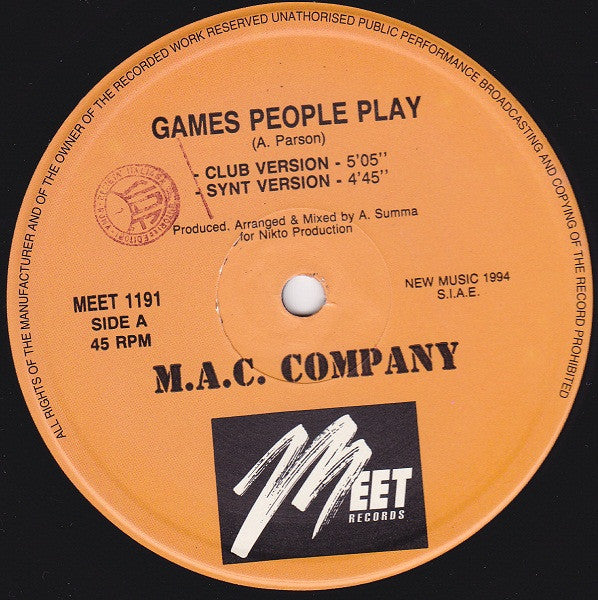 ALL RIGHTS OF THE MANUFACTURER AND OF THE OWNER OF THE RECORDED WORK RESERVED UNAUTHORISED PUBLIC PERFORMANCE BROADCASTING AND COPYING OF THE RECORD PROHIBITED
GAMES PEOPLE PLAY
(A. Parson)
- CLUB VERSION - 5'05''
- SYNT VERSION - 4'45''
Produced. Arranged & Mixed by A. Summa
for Nikto Production
MEET 1191
SIDE A
45 RPM
NEW MUSIC 1994
S.I.A.E.
M.A.C. COMPANY
MEET
RECORDS